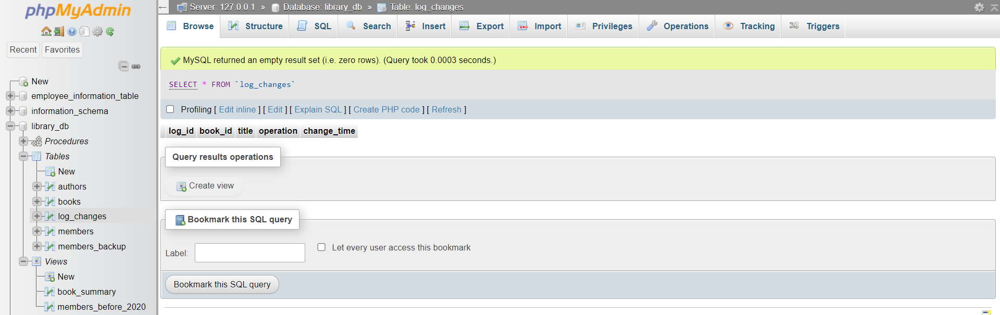 phpMyAdmin
Recent Favorites
New
employee_information_table
information_schema
library_db
Procedures
Tables
New
authors
books
log_changes
members
members_backup
Views
New
book_summary
members_before_2020
← Server: 127.0.0.1 » Database: library_db » Table: log_changes
Browse Structure SQL Search Insert Export Import Privileges Operations Tracking Triggers
MySQL returned an empty result set (i.e. zero rows). (Query took 0.0003 seconds.)
SELECT * FROM `log_changes`
Profiling [ Edit inline ] [ Edit ] [ Explain SQL ] [ Create PHP code ] [ Refresh ]
log_id book_id title operation change_time
Query results operations
Create view
Bookmark this SQL query
Label: Let every user access this bookmark
Bookmark this SQL query